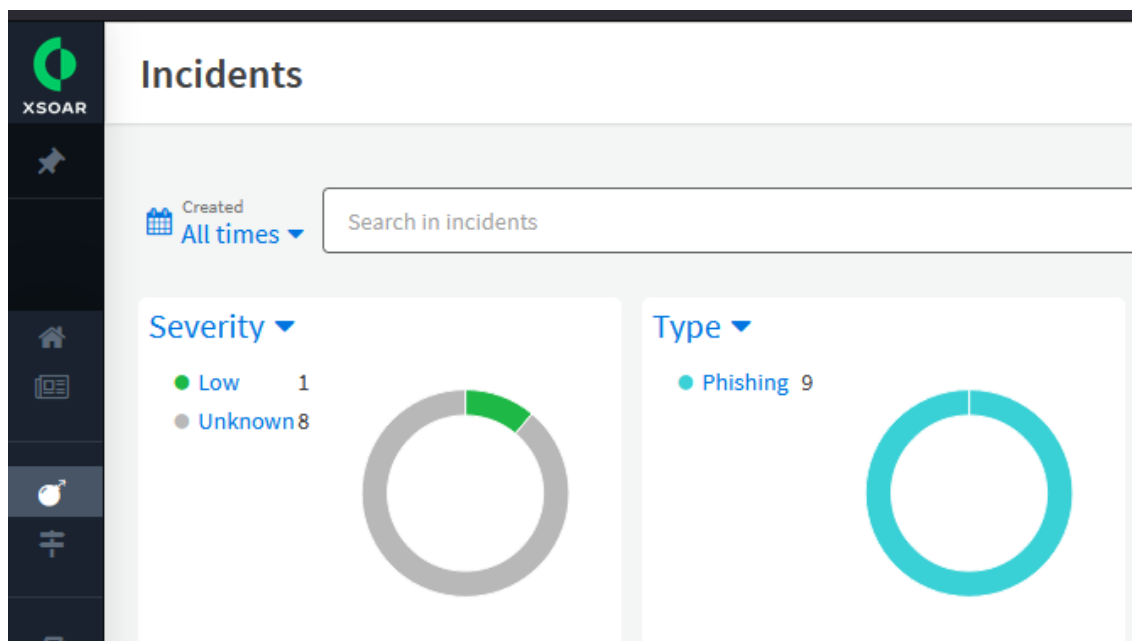 XSOAR
Incidents
Created
All times
Search in incidents
Severity
Low 1
Unknown 8
Type
Phishing 9